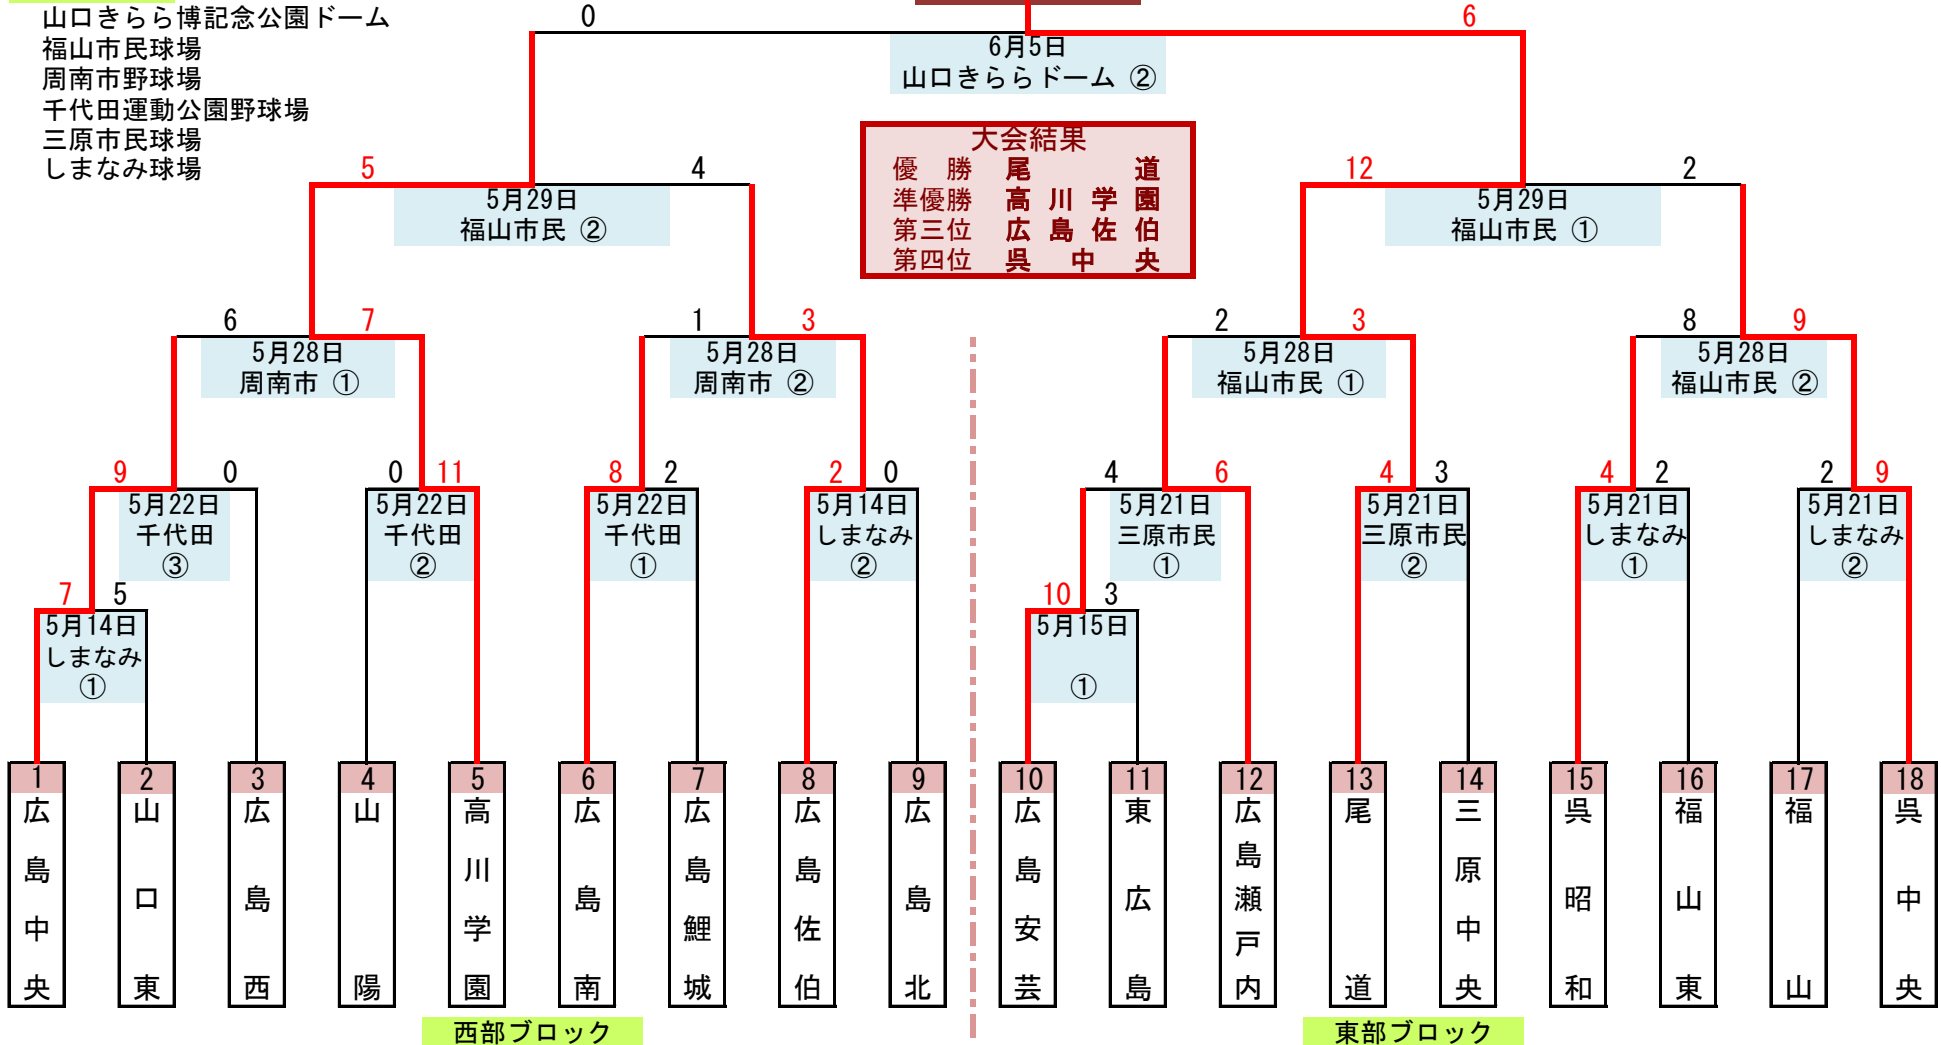 山口きらら博記念公園ドーム
福山市民球場
周南市野球場
千代田運動公園野球場
三原市民球場
しまなみ球場
0 6
6月5日
山口きららドーム ②
大会結果
優勝 尾道
準優勝 高川学園
第三位 広島佐伯
第四位 呉中央
5 4 12 2
5月29日 5月29日
福山市民 ② 福山市民 ①
6 7 1 3 2 3 8 9
5月28日 5月28日 5月28日 5月28日
周南市 ① 周南市 ② 福山市民 ① 福山市民 ②
9 0 0 11 8 2 2 0 4 6 4 3 4 2 2 9
5月22日 5月22日 5月22日 5月14日 5月21日 5月21日 5月21日 5月21日
千代田 千代田 千代田 しまなみ 三原市民 三原市民 しまなみ しまなみ
③ ② ① ② ① ② ① ②
7 5 10 3
5月14日 5月15日
しまなみ
① ①
1 2 3 4 5 6 7 8 9 10 11 12 13 14 15 16 17 18
広島中央
山口東
広島西
山陽
高川学園
広島南
広島鯉城
広島佐伯
広島北
広島安芸
東広島
広島瀬戸内
尾道
三原中央
呉昭和
福山東
福山
呉中央
西部ブロック 東部ブロック